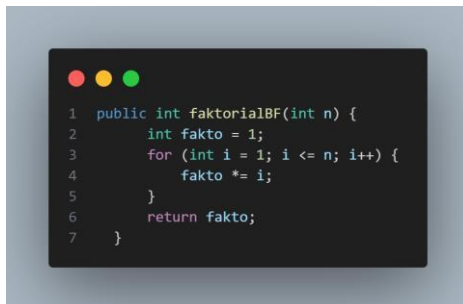 1 public int faktorialBF(int n) {
2 int fakto = 1;
3 for (int i = 1; i <= n; i++) {
4 fakto *= i;
5 }
6 return fakto;
7 }